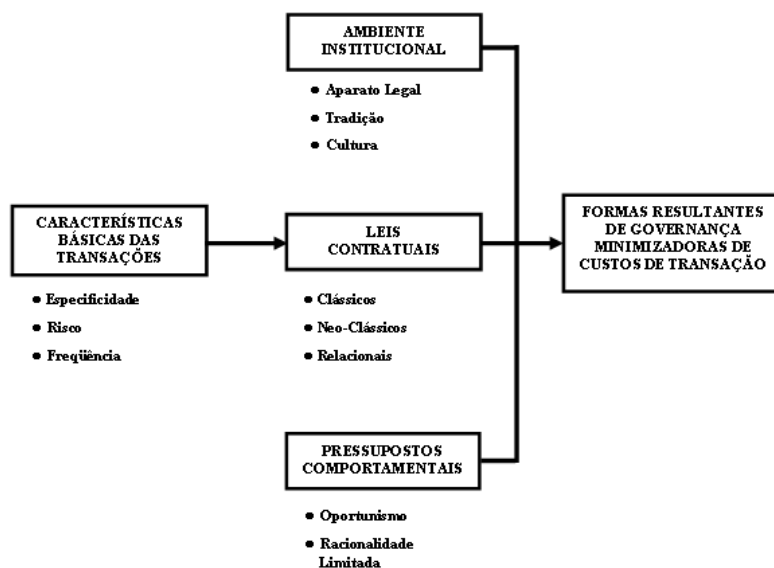 AMBIENTE
INSTITUCIONAL
● Aparato Legal
● Tradição
● Cultura
CARACTERÍSTICAS
BÁSICAS DAS
TRANSAÇÕES
● Especificidade
● Risco
● Freqüência
LEIS
CONTRATUAIS
● Clássicos
● Neo-Clássicos
● Relacionais
FORMAS RESULTANTES
DE GOVERNANÇA
MINIMIZADORAS DE
CUSTOS DE TRANSAÇÃO
PRESSUPOSTOS
COMPORTAMENTAIS
● Oportunismo
● Racionalidade
Limitada